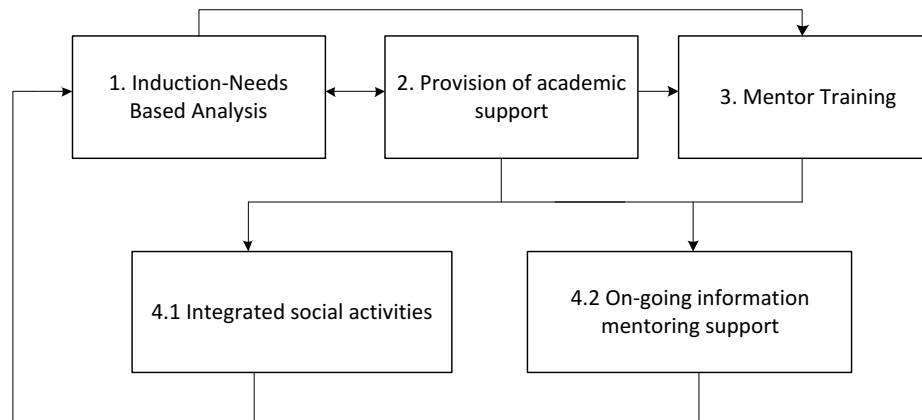 1. Induction-Needs
Based Analysis
2. Provision of academic
support
3. Mentor Training
4.1 Integrated social activities
4.2 On-going information
mentoring support